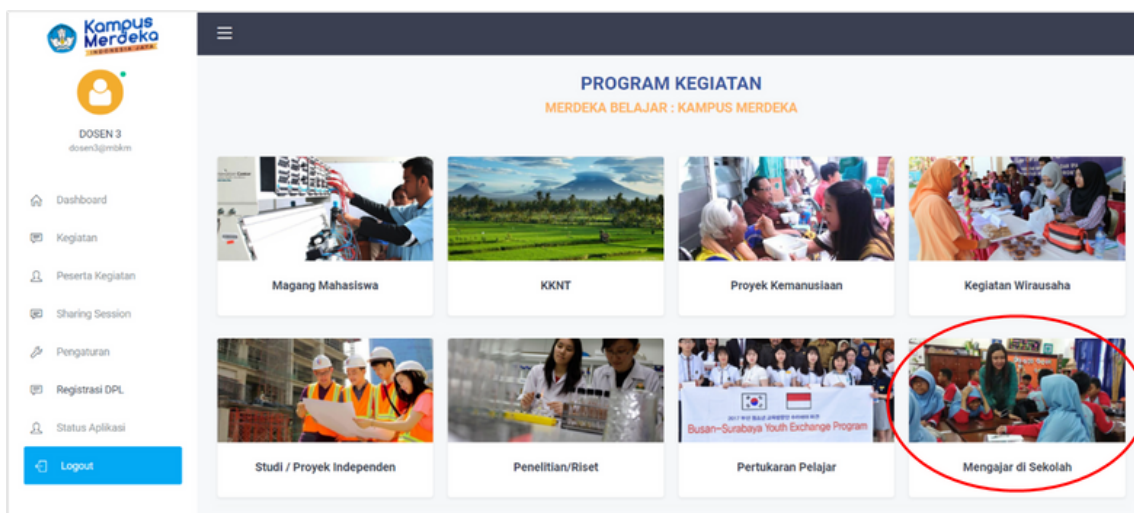 Kampus
Merdeka
INDONESIA JAYA
DOSEN 3
dosen3@mbkm
Dashboard
Kegiatan
Peserta Kegiatan
Sharing Session
Pengaturan
Registrasi DPL
Status Aplikasi
Logout
PROGRAM KEGIATAN
MERDEKA BELAJAR : KAMPUS MERDEKA
Magang Mahasiswa
KKNT
Proyek Kemanusiaan
Kegiatan Wirausaha
Busan-Surabaya Youth Exchange Program
Studi / Proyek Independen
Penelitian/Riset
Pertukaran Pelajar
Mengajar di Sekolah